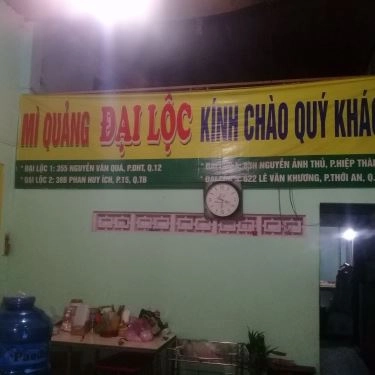 MÌ QUẢNG ĐẠI LỘC KÍNH CHÀO QUÝ KHÁC
* ĐẠI LỘC 1: 355 NGUYỄN VĂN QUÁ, P.ĐHT, Q.12
NGUYỄN ẢNH THỦ, P.HIỆP THÀN
* ĐẠI LỘC 2: 38B PHAN HUY ÍCH, P.15, Q.TB
622 LÊ VĂN KHƯƠNG, P.THỚI AN, Q.